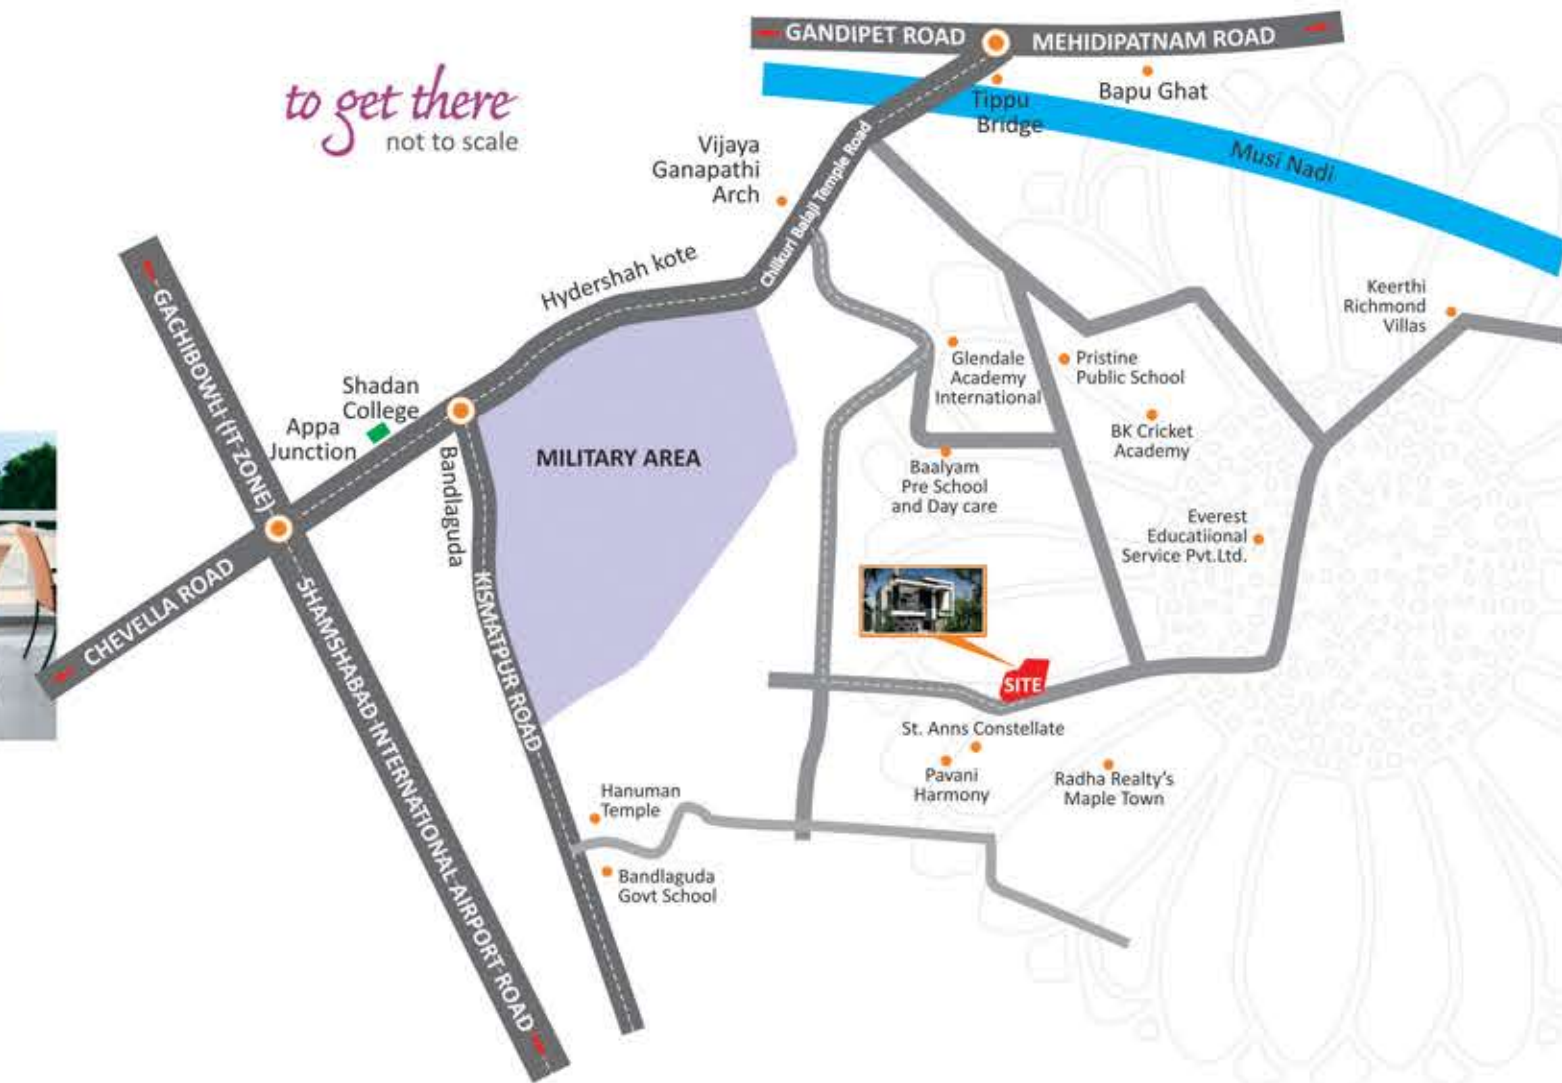 GANDIPET ROAD
MEHIDIPATNAM ROAD
to get there
not to scale
Tippu
Bridge
Bapu Ghat
Musi Nadi
Vijaya
Ganapathi
Arch
Chilkuri Balaji Temple Road
Hydershah kote
GACHIBOWLI (IT ZONE)
Keerthi
Richmond
Villas
Shadan
College
Appa
Junction
Glendale
Academy
International
Pristine
Public School
BK Cricket
Academy
MILITARY AREA
Bandlaguda
Baalyam
Pre School
and Day care
Everest
Educatiional
Service Pvt.Ltd.
CHEVELLA ROAD
SHAMSHABAD INTERNATIONAL AIRPORT ROAD
KISMATPUR ROAD
SITE
St. Anns Constellate
Pavani
Harmony
Radha Realty's
Maple Town
Hanuman
Temple
Bandlaguda
Govt School